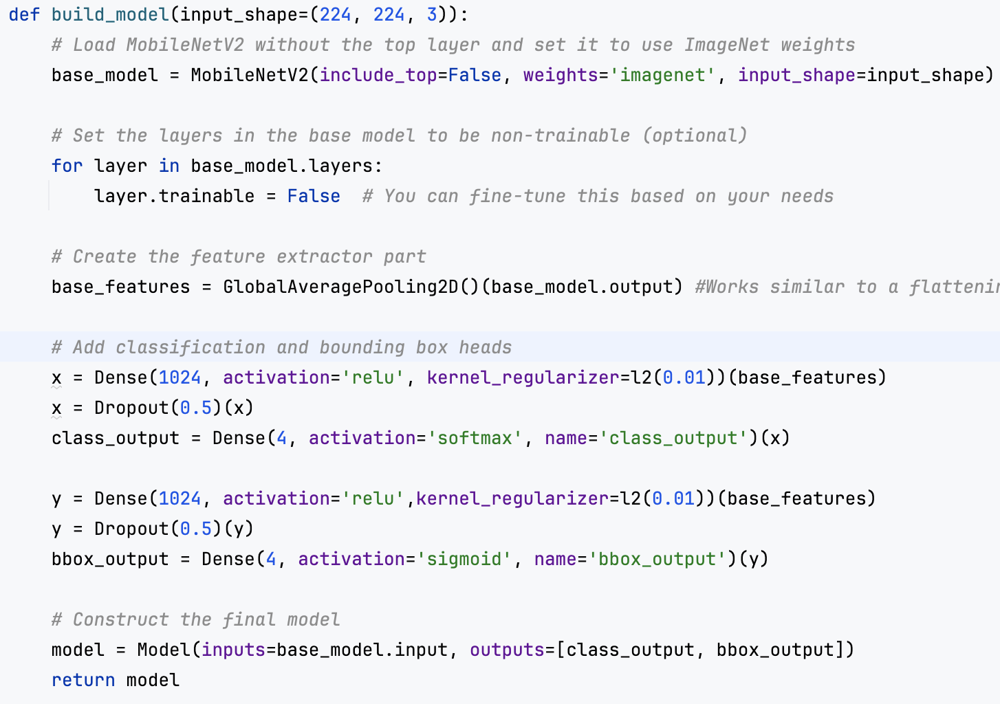 def build_model(input_shape=(224, 224, 3)):
    # Load MobileNetV2 without the top layer and set it to use ImageNet weights
    base_model = MobileNetV2(include_top=False, weights='imagenet', input_shape=input_shape)
    # Set the layers in the base model to be non-trainable (optional)
    for layer in base_model.layers:
        layer.trainable = False  # You can fine-tune this based on your needs
    # Create the feature extractor part
    base_features = GlobalAveragePooling2D()(base_model.output) #Works similar to a
    # Add classification and bounding box heads
    x = Dense(1024, activation='relu', kernel_regularizer=l2(0.01))(base_features)
    x = Dropout(0.5)(x)
    class_output = Dense(4, activation='softmax', name='class_output')(x)
    y = Dense(1024, activation='relu',kernel_regularizer=l2(0.01))(base_features)
    y = Dropout(0.5)(y)
    bbox_output = Dense(4, activation='sigmoid', name='bbox_output')(y)
    # Construct the final model
    model = Model(inputs=base_model.input, outputs=[class_output, bbox_output])
    return model